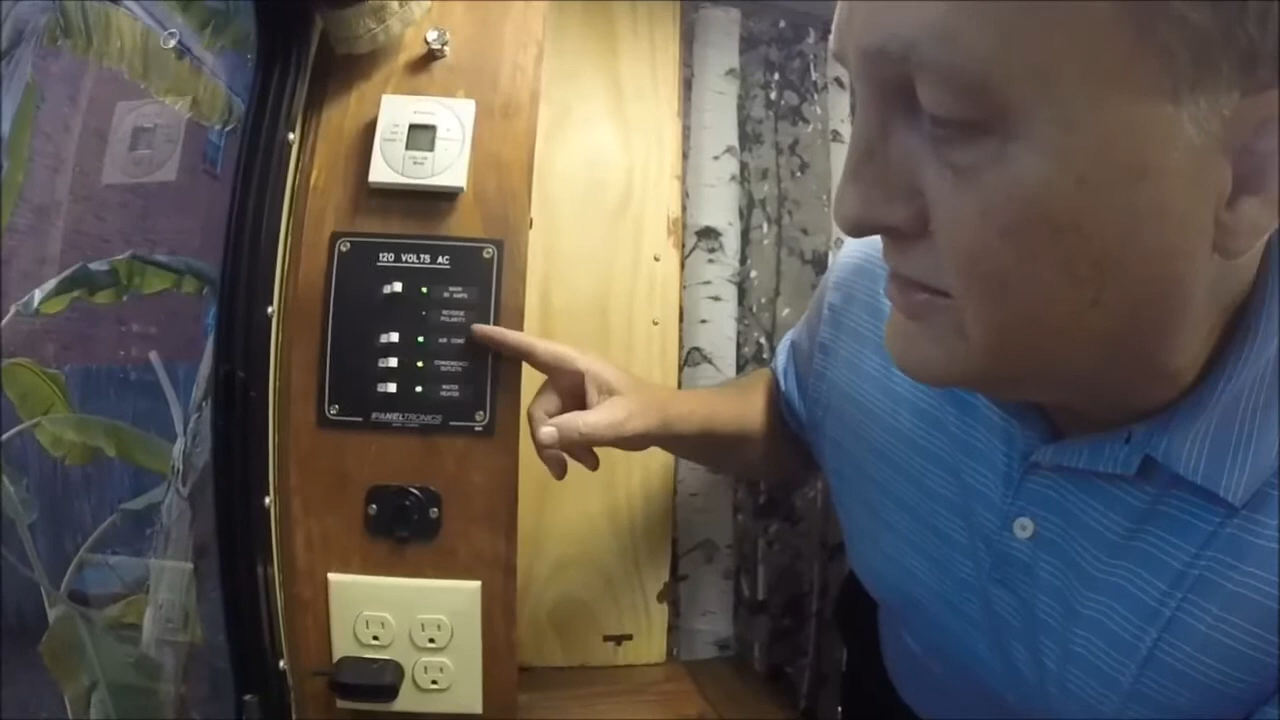 120 VOLTS AC
MAIN
30 AMPS
REVERSE
POLARITY
AIR COND
CONVENIENCE
OUTLETS
WATER
HEATER
PANELTRONICS